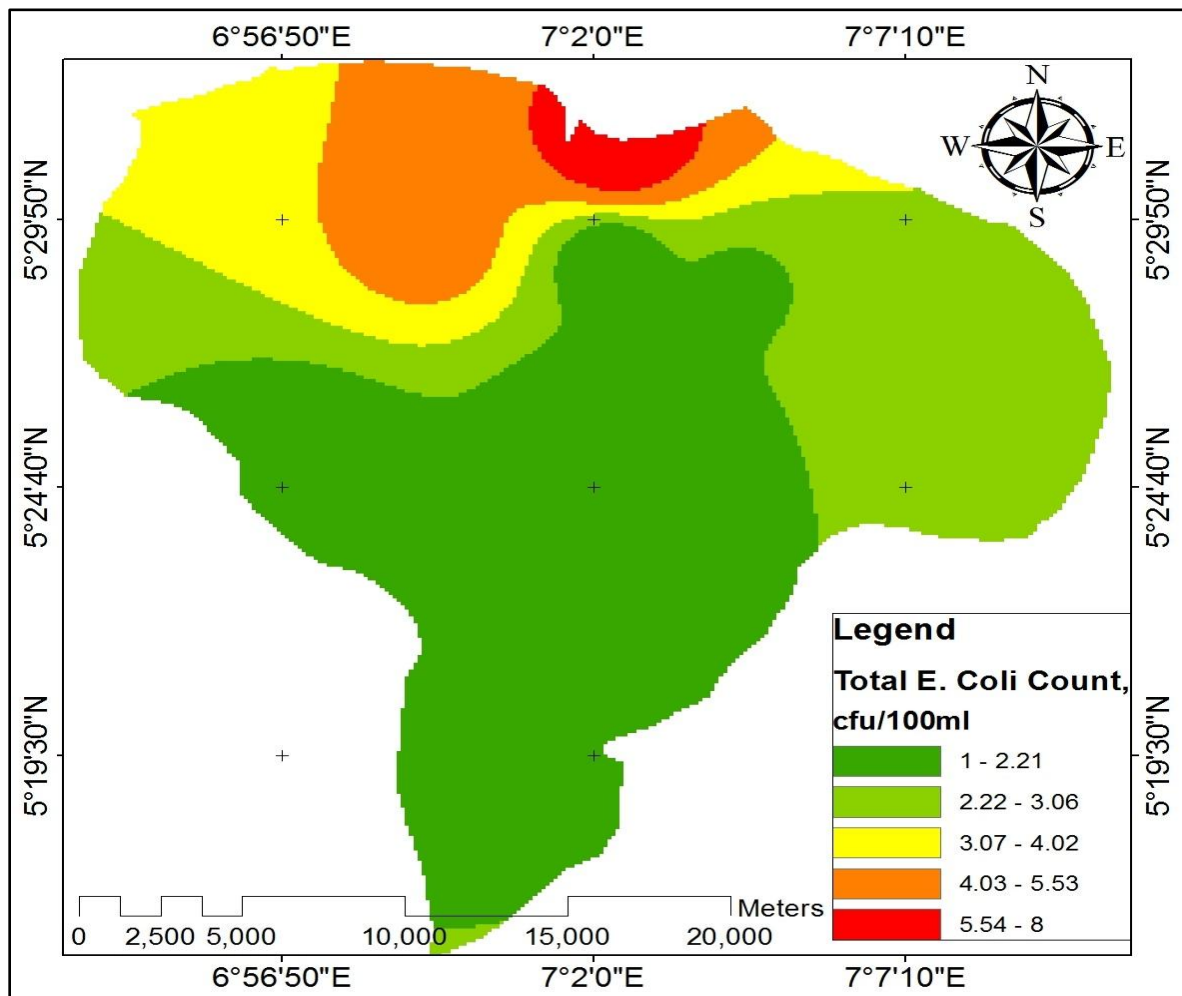 6°56'50"E 7°2'0"E 7°7'10"E
N
W E
S
5°29'50"N 5°29'50"N
5°24'40"N 5°24'40"N
5°19'30"N 5°19'30"N
Legend
Total E. Coli Count,
cfu/100ml
1 - 2.21
2.22 - 3.06
3.07 - 4.02
4.03 - 5.53
5.54 - 8
Meters
0 2,500 5,000 10,000 15,000 20,000
6°56'50"E 7°2'0"E 7°7'10"E